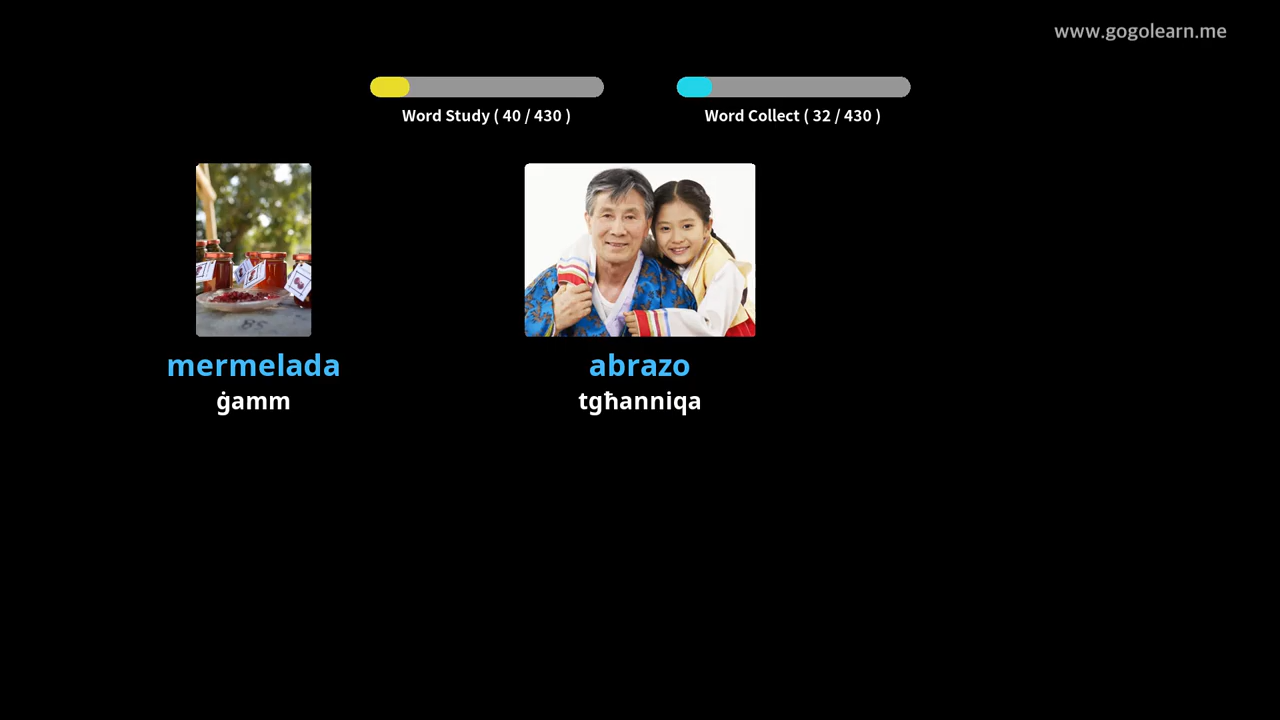 www.gogolearn.me
Word Study ( 40 / 430 )
Word Collect ( 32 / 430 )
mermelada
ġamm
abrazo
tgħanniqa